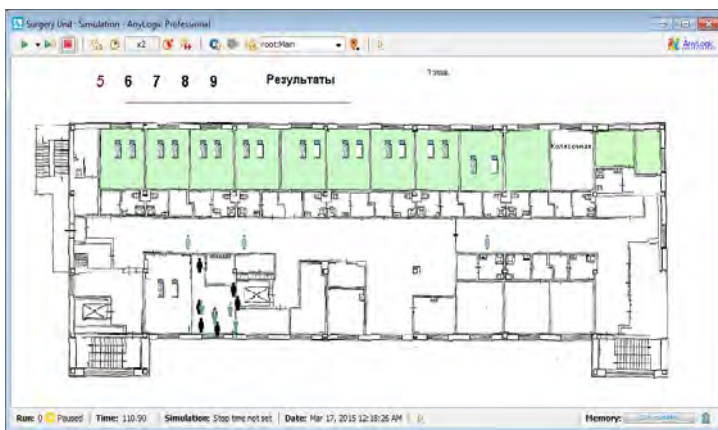 Surgery Unit : Simulation - AnyLogic Professional
x2 root:Main AnyLogic
5 6 7 8 9 Результаты
Колясочная
Run: 0 Paused Time: 110.90 Simulation: Stop time not set Date: Mar 17, 2015 12:18:26 AM Memory: